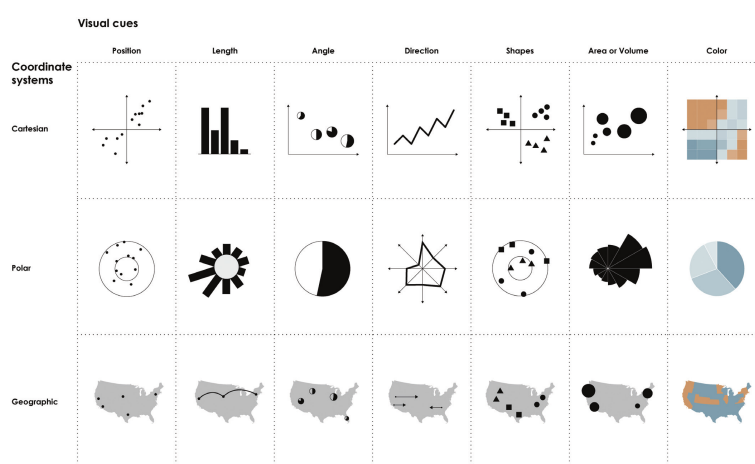 Visual cues
Position Length Angle Direction Shapes Area or Volume Color
Coordinate
systems
Cartesian
Polar
Geographic